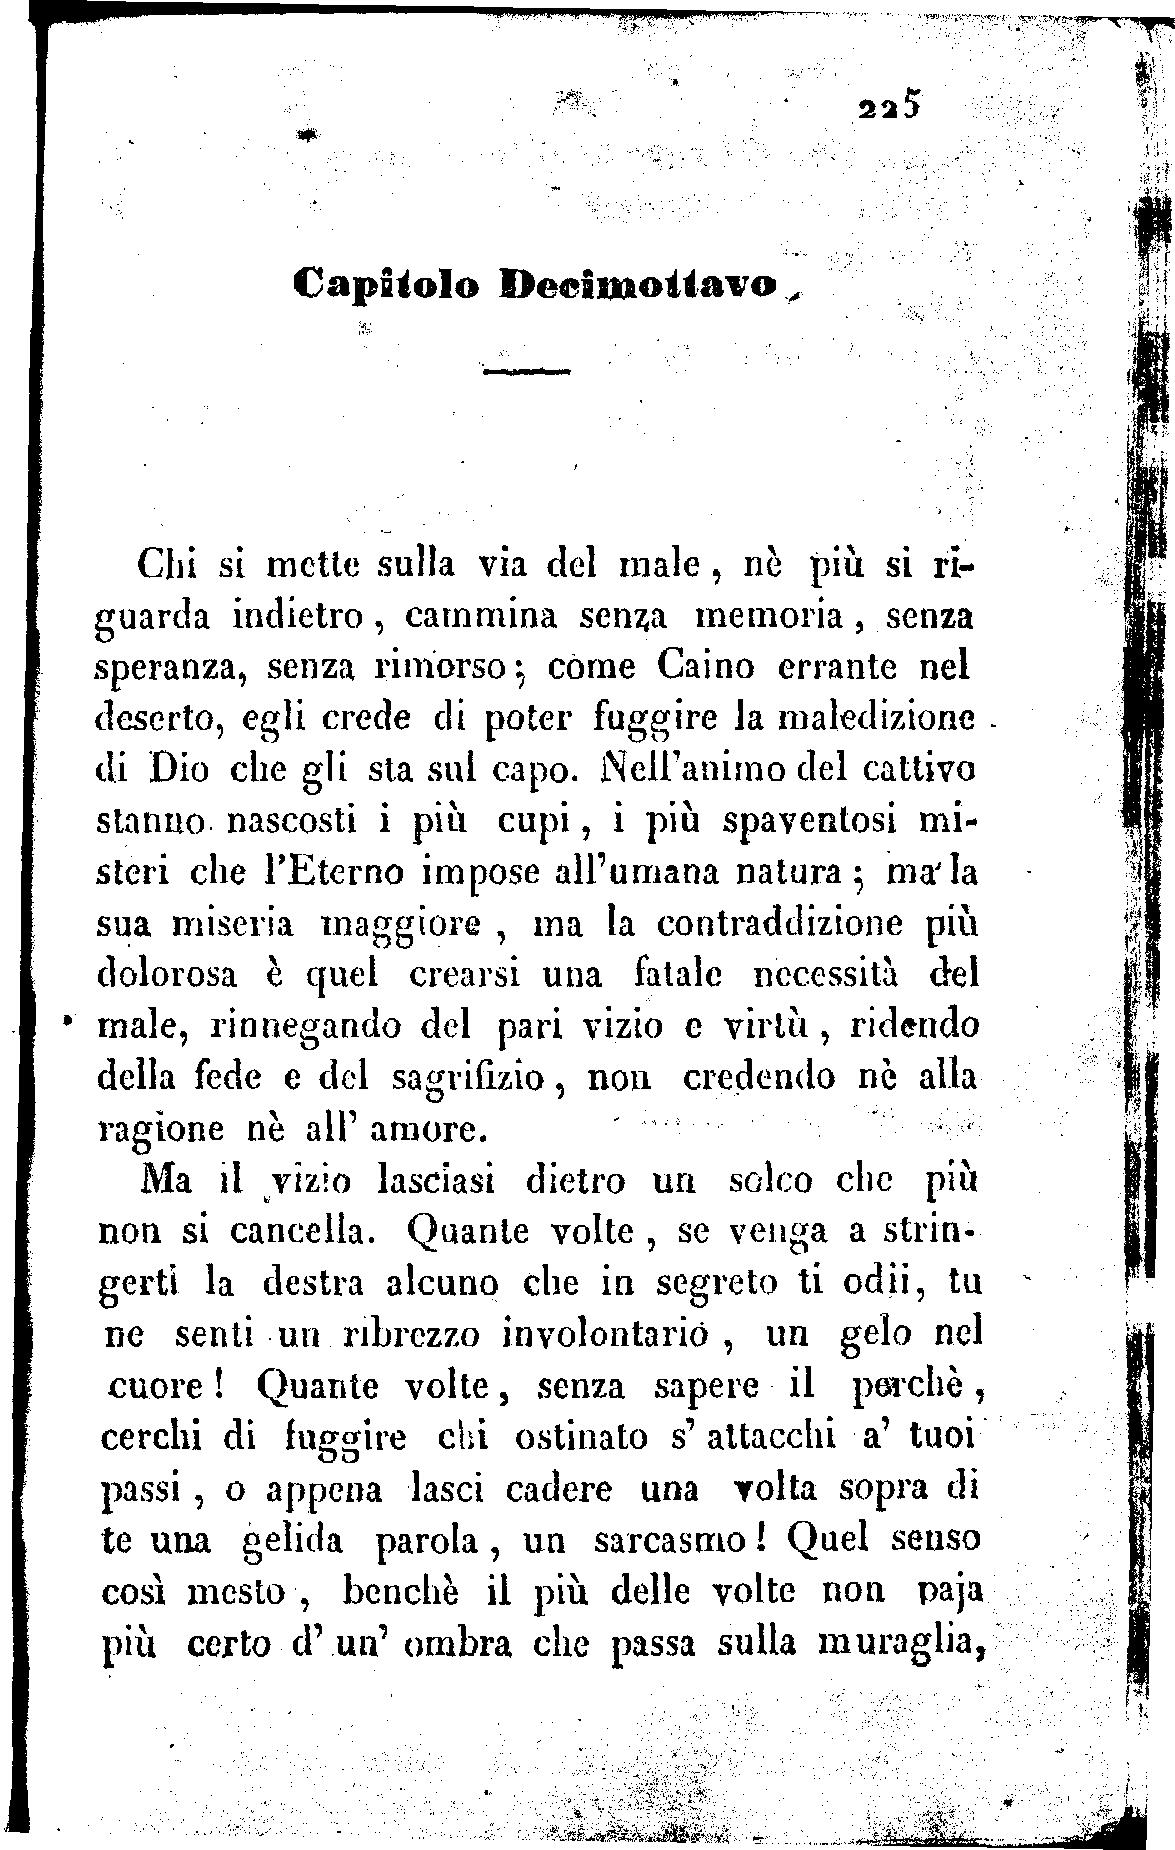 225
Capitolo Decimottavo.
Chi si mette sulla via del male, nè più si ri-
guarda indietro, cammina senza memoria, senza
speranza, senza rimorso; come Caino errante nel
deserto, egli crede di poter fuggire la maledizione
di Dio che gli sta sul capo. Nell'animo del cattivo
stanno nascosti i più cupi, i più spaventosi mi-
steri che l'Eterno impose all'umana natura; ma la
sua miseria maggiore, ma la contraddizione più
dolorosa è quel crearsi una fatale necessità del
male, rinnegando del pari vizio e virtù, ridendo
della fede e del sagrifizio, non credendo nè alla
ragione nè all' amore.
Ma il vizio lasciasi dietro un solco che più
non si cancella. Quante volte, se venga a strin-
gerti la destra alcuno che in segreto ti odii, tu
ne senti un ribrezzo involontario, un gelo nel
cuore! Quante volte, senza sapere il perchè,
cerchi di fuggire chi ostinato s' attacchi a' tuoi
passi, o appena lasci cadere una volta sopra di
te una gelida parola, un sarcasmo! Quel senso
così mesto, benchè il più delle volte non paja
più certo d' un' ombra che passa sulla muraglia,